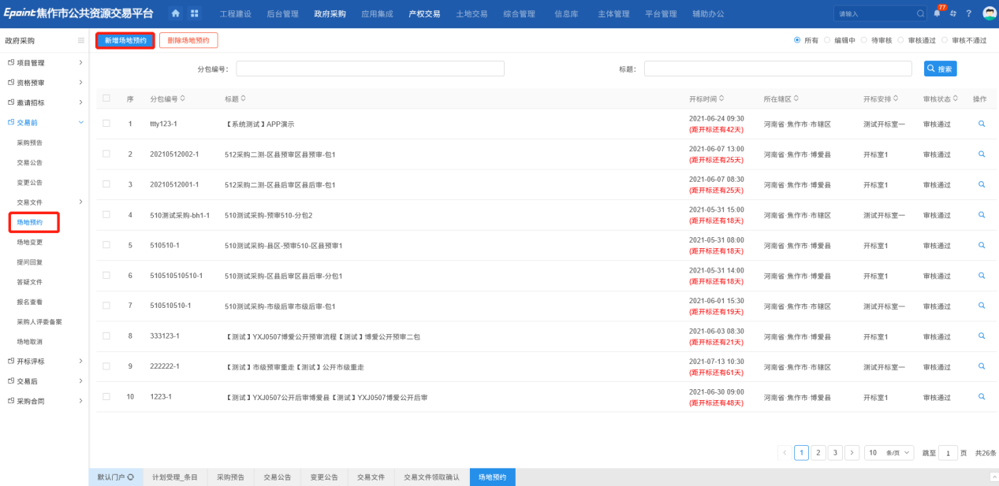 Epoint焦作市公共资源交易平台 工程建设 后台管理 政府采购 应用集成 产权交易 土地交易 综合管理 信息库 主体管理 平台管理 辅助办公 请输入 77 ?
政府采购
项目管理
资格预审
邀请招标
交易前
采购预告
交易公告
变更公告
交易文件
场地预约
场地变更
提问回复
答疑文件
报名查看
采购人评委备案
场地取消
开标评标
交易后
采购合同
新增场地预约 删除场地预约 所有 编辑中 待审核 审核通过 审核不通过
分包编号: 标题: 搜索
序 分包编号 标题 开标时间 所在辖区 开标安排 审核状态 操作
1 ttty123-1 【系统测试】APP演示 2021-06-24 09:30 河南省·焦作市·市辖区 测试开标室一 审核通过
(距开标还有42天)
2 20210512002-1 512采购二测-区县预审区县预审-包1 2021-06-07 13:00 河南省·焦作市·博爱县 开标室1 审核通过
(距开标还有25天)
3 20210512001-1 512采购二测-区县后审区县后审-包1 2021-06-07 08:30 河南省·焦作市·博爱县 开标室1 审核通过
(距开标还有25天)
4 510测试采购-bh1-1 510测试采购-预审510-分包2 2021-05-31 15:00 河南省·焦作市·市辖区 测试开标室一 审核通过
(距开标还有18天)
5 510510-1 510测试采购-县区-预审510-区县预审1 2021-05-31 08:00 河南省·焦作市·博爱县 开标室1 审核通过
(距开标还有18天)
6 510510510510-1 510测试采购-区县后审区县后审-分包1 2021-05-31 14:00 河南省·焦作市·博爱县 开标室1 审核通过
(距开标还有18天)
7 510510510-1 510测试采购-市级后审市级后审-包1 2021-06-01 15:30 河南省·焦作市·市辖区 测试开标室一 审核通过
(距开标还有19天)
8 333123-1 【测试】YXJ0507博爱公开预审流程【测试】博爱公开预审二包 2021-06-03 08:30 河南省·焦作市·博爱县 开标室1 审核通过
(距开标还有21天)
9 222222-1 【测试】市级预审重走【测试】公开市级重走 2021-07-13 10:30 河南省·焦作市·市辖区 测试开标室一 审核通过
(距开标还有61天)
10 1223-1 【测试】YXJ0507公开后审博爱县【测试】YXJ0507博爱公开后审 2021-06-30 09:00 河南省·焦作市·博爱县 开标室1 审核通过
(距开标还有48天)
1 2 3 10 条/页 跳至 1 页 共26条
默认门户 计划受理_条目 采购预告 交易公告 变更公告 交易文件 交易文件领取确认 场地预约